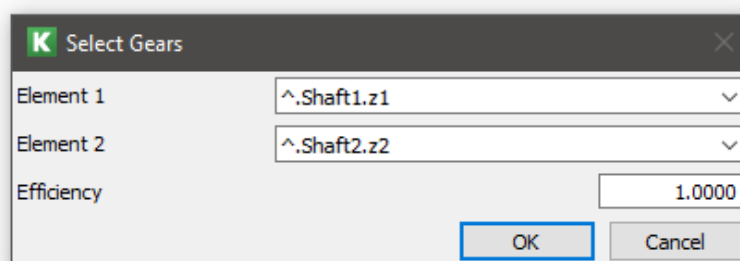 K Select Gears
Element 1 ^.Shaft1.z1
Element 2 ^.Shaft2.z2
Efficiency 1.0000
OK Cancel